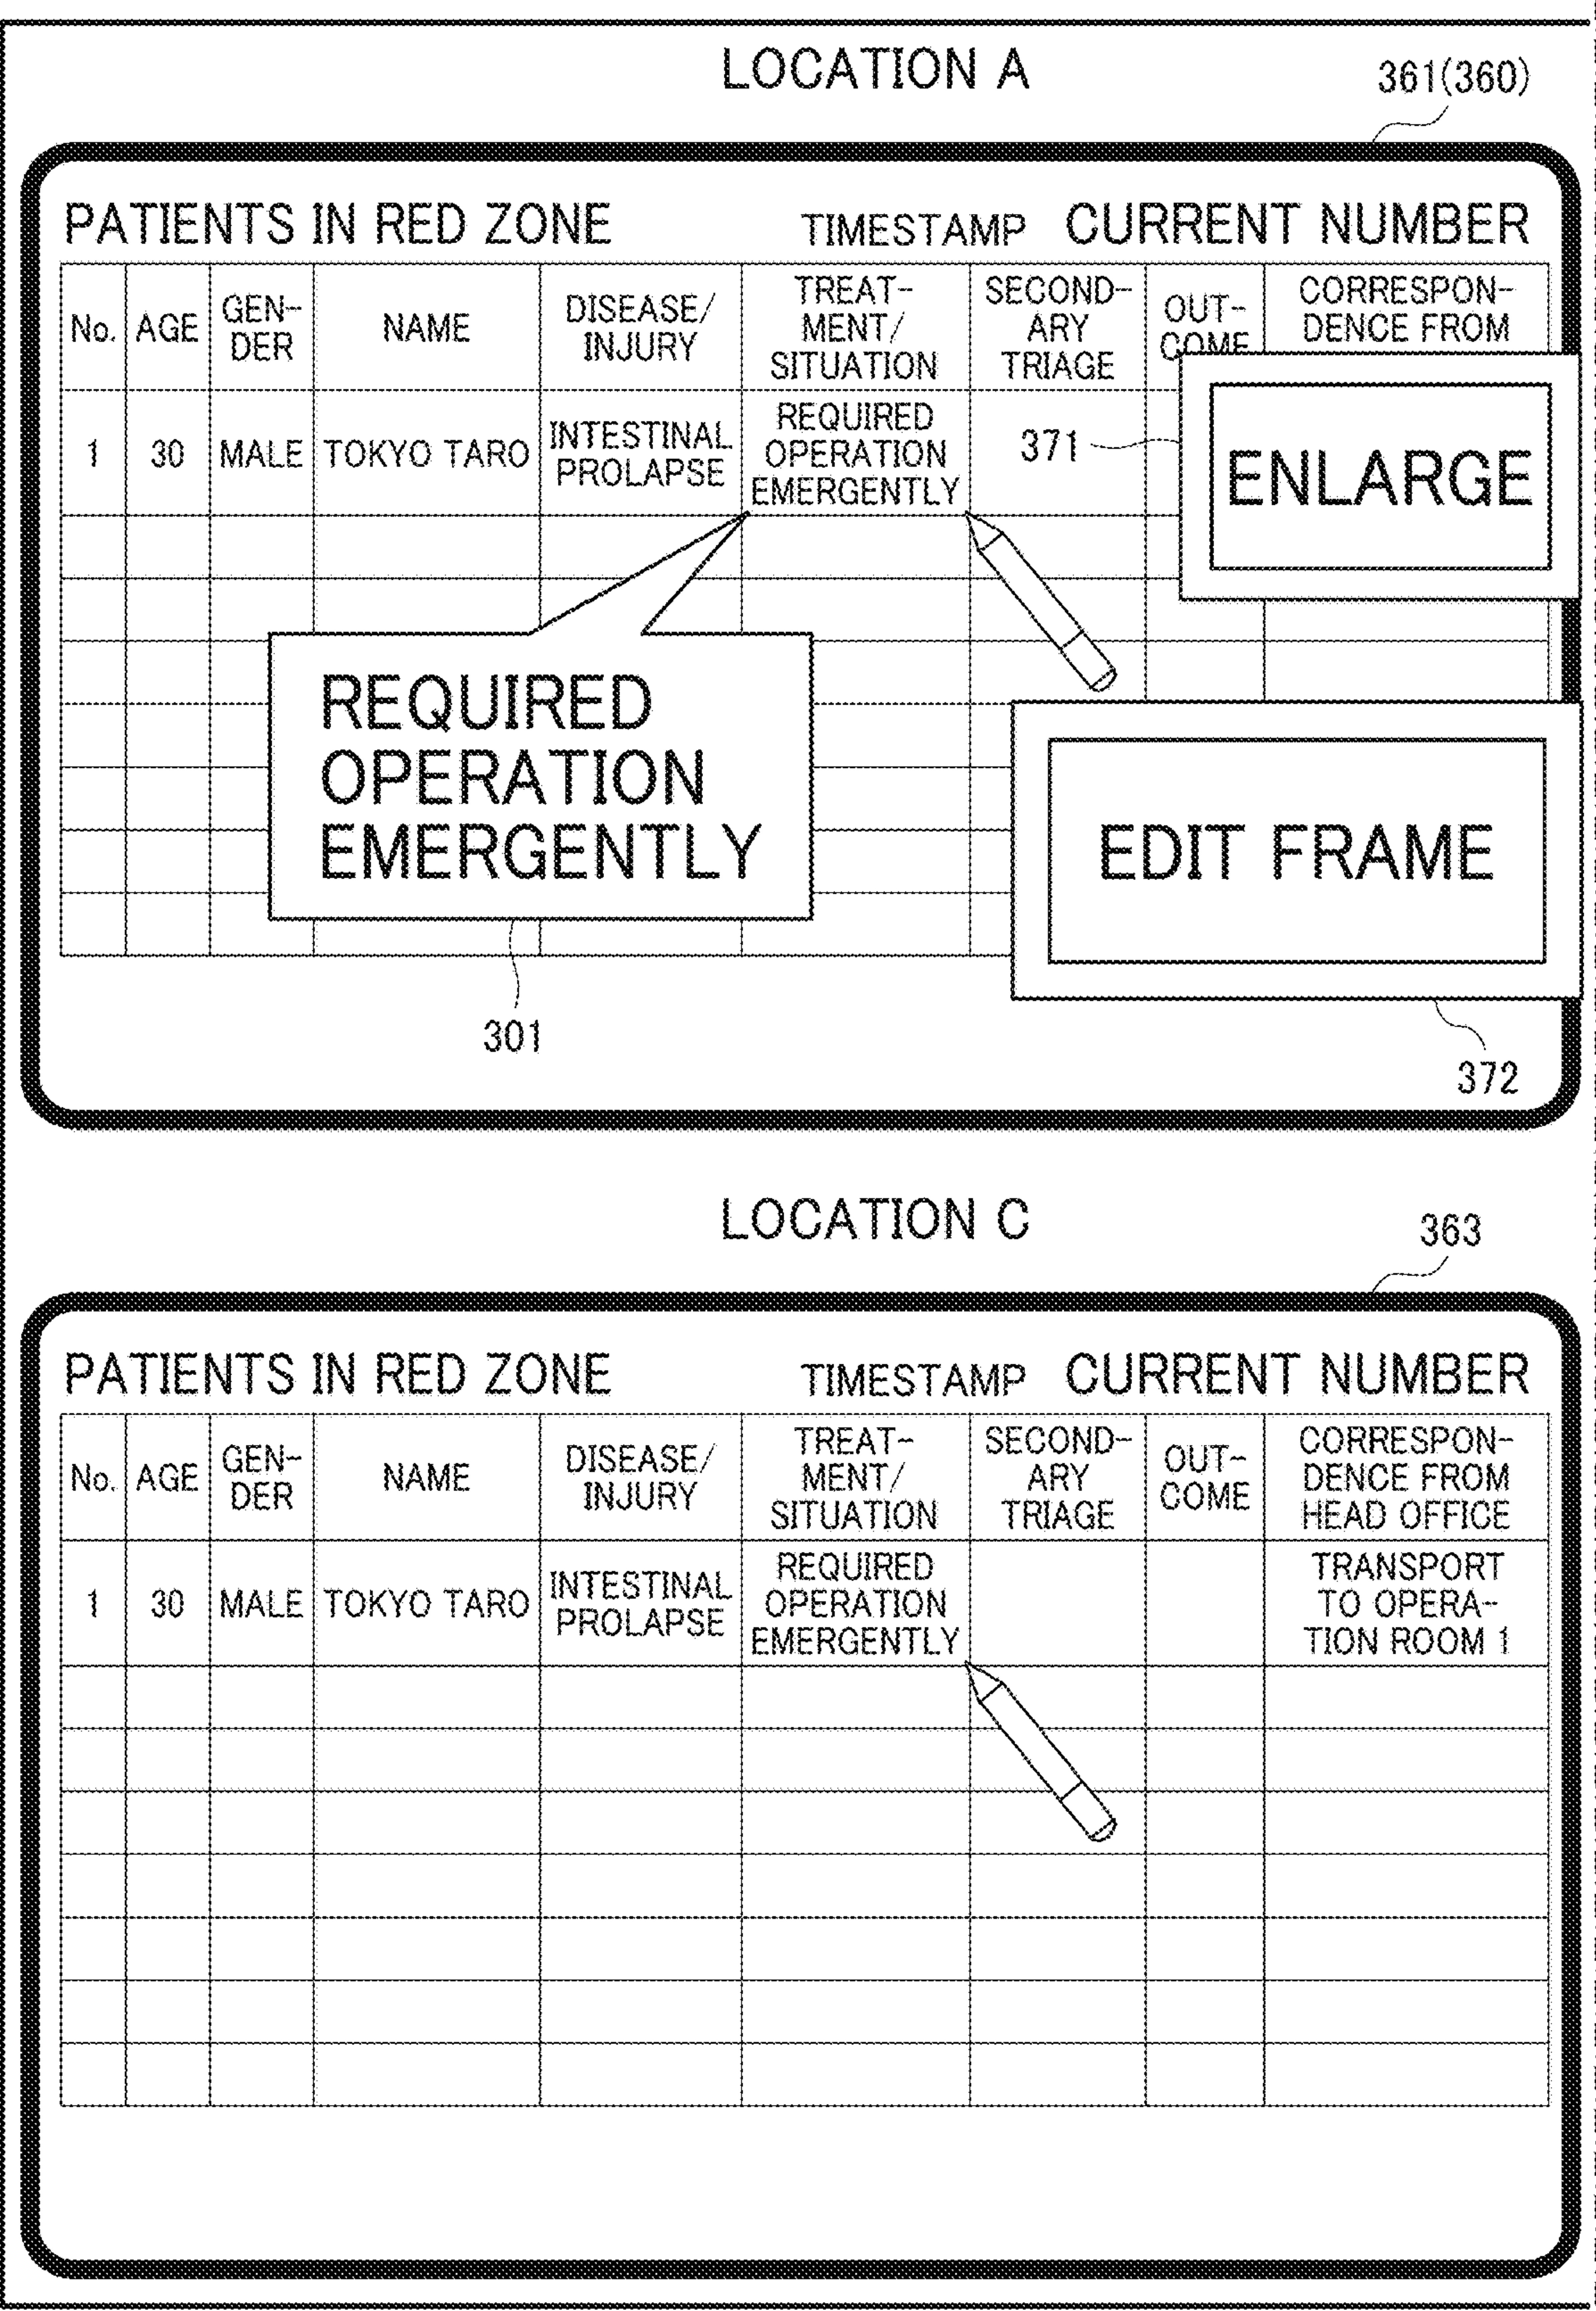 LOCATION A
361(360)
PATIENTS IN RED ZONE
TIMESTAMP
CURRENT NUMBER
No.
AGE
GEN-
DER
NAME
DISEASE/
INJURY
TREAT-
MENT/
SITUATION
SECOND-
ARY
TRIAGE
OUT-
COME
CORRESPON-
DENCE FROM
1
30
MALE
TOKYO TARO
INTESTINAL
PROLAPSE
REQUIRED
OPERATION
EMERGENTLY
371
ENLARGE
REQUIRED
OPERATION
EMERGENTLY
EDIT FRAME
301
372
LOCATION C
363
PATIENTS IN RED ZONE
TIMESTAMP
CURRENT NUMBER
No.
AGE
GEN-
DER
NAME
DISEASE/
INJURY
TREAT-
MENT/
SITUATION
SECOND-
ARY
TRIAGE
OUT-
COME
CORRESPON-
DENCE FROM
HEAD OFFICE
1
30
MALE
TOKYO TARO
INTESTINAL
PROLAPSE
REQUIRED
OPERATION
EMERGENTLY
TRANSPORT
TO OPERA-
TION ROOM 1